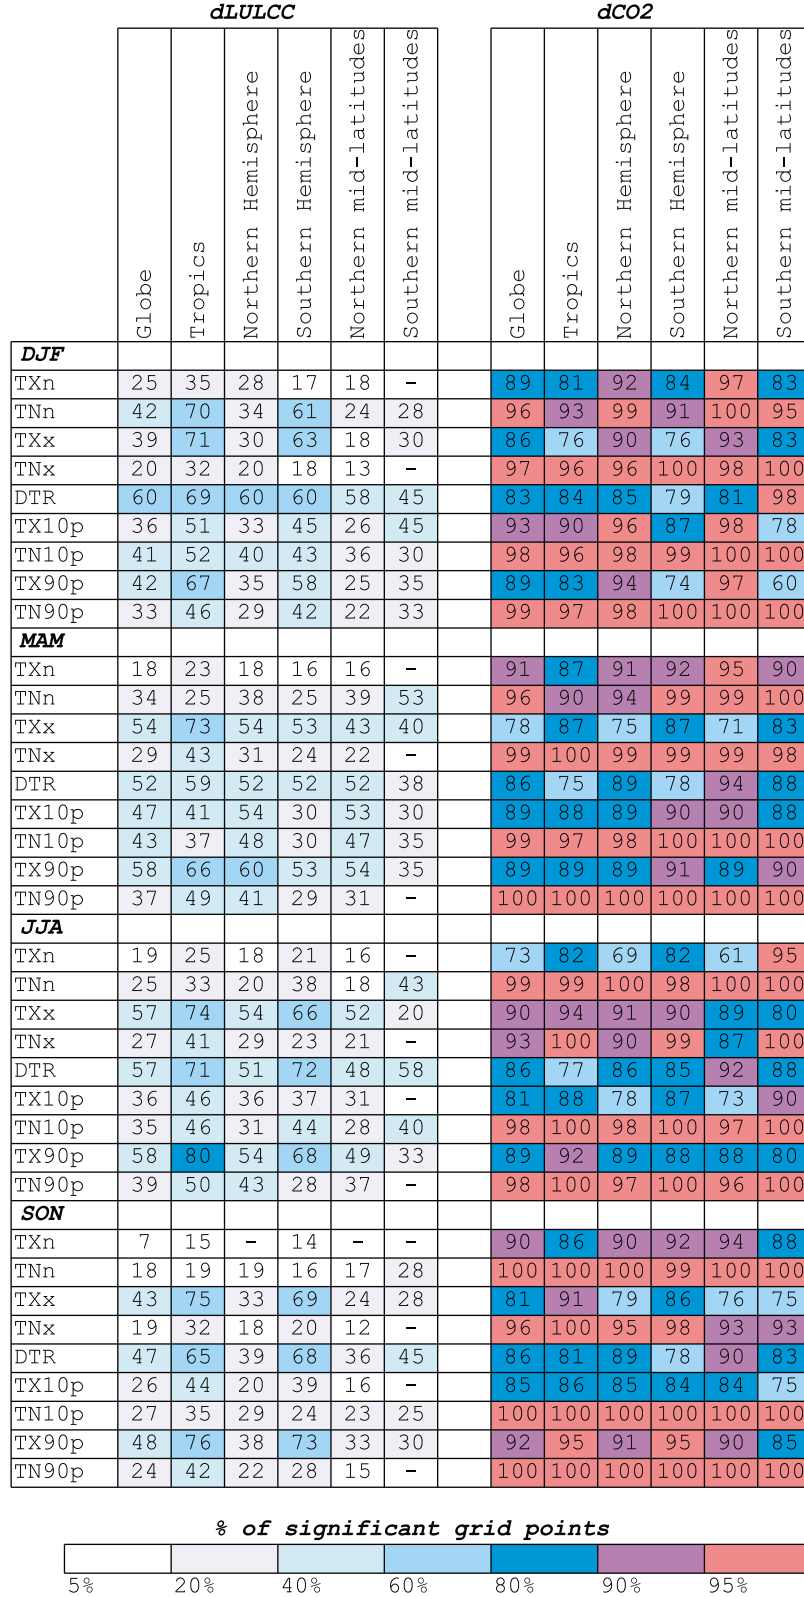 dLULCC dCO2
Globe Tropics Northern Hemisphere Southern Hemisphere Northern mid-latitudes Southern mid-latitudes Globe Tropics Northern Hemisphere Southern Hemisphere Northern mid-latitudes Southern mid-latitudes
DJF
TXn 25 35 28 17 18 – 89 81 92 84 97 83
TNn 42 70 34 61 24 28 96 93 99 91 100 95
TXx 39 71 30 63 18 30 86 76 90 76 93 83
TNx 20 32 20 18 13 – 97 96 96 100 98 100
DTR 60 69 60 60 58 45 83 84 85 79 81 98
TX10p 36 51 33 45 26 45 93 90 96 87 98 78
TN10p 41 52 40 43 36 30 98 96 98 99 100 100
TX90p 42 67 35 58 25 35 89 83 94 74 97 60
TN90p 33 46 29 42 22 33 99 97 98 100 100 100
MAM
TXn 18 23 18 16 16 – 91 87 91 92 95 90
TNn 34 25 38 25 39 53 96 90 94 99 99 100
TXx 54 73 54 53 43 40 78 87 75 87 71 83
TNx 29 43 31 24 22 – 99 100 99 99 99 98
DTR 52 59 52 52 52 38 86 75 89 78 94 88
TX10p 47 41 54 30 53 30 89 88 89 90 90 88
TN10p 43 37 48 30 47 35 99 97 98 100 100 100
TX90p 58 66 60 53 54 35 89 89 89 91 89 90
TN90p 37 49 41 29 31 – 100 100 100 100 100 100
JJA
TXn 19 25 18 21 16 – 73 82 69 82 61 95
TNn 25 33 20 38 18 43 99 99 100 98 100 100
TXx 57 74 54 66 52 20 90 94 91 90 89 80
TNx 27 41 29 23 21 – 93 100 90 99 87 100
DTR 57 71 51 72 48 58 86 77 86 85 92 88
TX10p 36 46 36 37 31 – 81 88 78 87 73 90
TN10p 35 46 31 44 28 40 98 100 98 100 97 100
TX90p 58 80 54 68 49 33 89 92 89 88 88 80
TN90p 39 50 43 28 37 – 98 100 97 100 96 100
SON
TXn 7 15 – 14 – – 90 86 90 92 94 88
TNn 18 19 19 16 17 28 100 100 100 99 100 100
TXx 43 75 33 69 24 28 81 91 79 86 76 75
TNx 19 32 18 20 12 – 96 100 95 98 93 93
DTR 47 65 39 68 36 45 86 81 89 78 90 83
TX10p 26 44 20 39 16 – 85 86 85 84 84 75
TN10p 27 35 29 24 23 25 100 100 100 100 100 100
TX90p 48 76 38 73 33 30 92 95 91 95 90 85
TN90p 24 42 22 28 15 – 100 100 100 100 100 100
% of significant grid points
5% 20% 40% 60% 80% 90% 95%